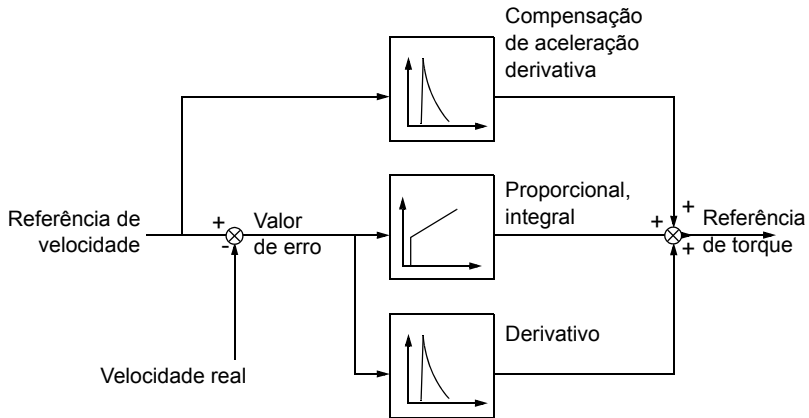 Compensação
de aceleração
derivativa
Proporcional,
integral
+
+
+
Referência de
velocidade
+
-
Valor
de erro
Referência
de torque
Derivativo
Velocidade real